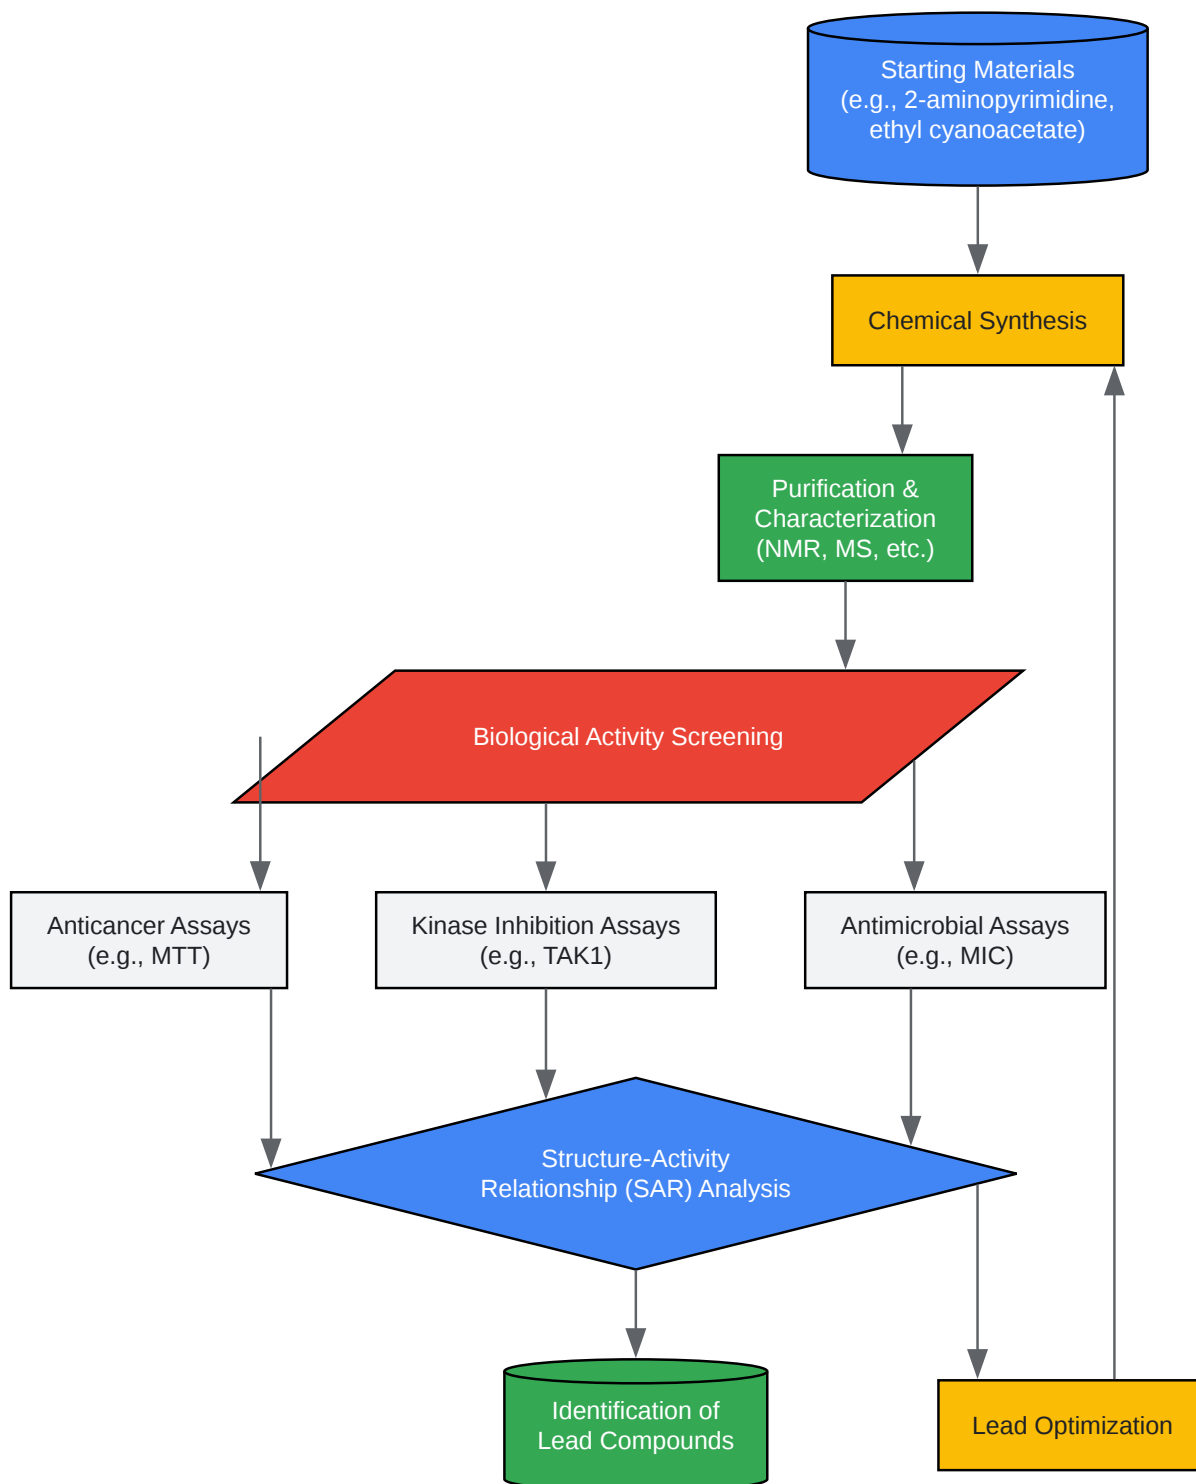 Starting Materials
(e.g., 2-aminopyrimidine,
ethyl cyanoacetate)
Chemical Synthesis
Purification &
Characterization
(NMR, MS, etc.)
Biological Activity Screening
Anticancer Assays
(e.g., MTT)
Kinase Inhibition Assays
(e.g., TAK1)
Antimicrobial Assays
(e.g., MIC)
Structure-Activity
Relationship (SAR) Analysis
Identification of
Lead Compounds
Lead Optimization